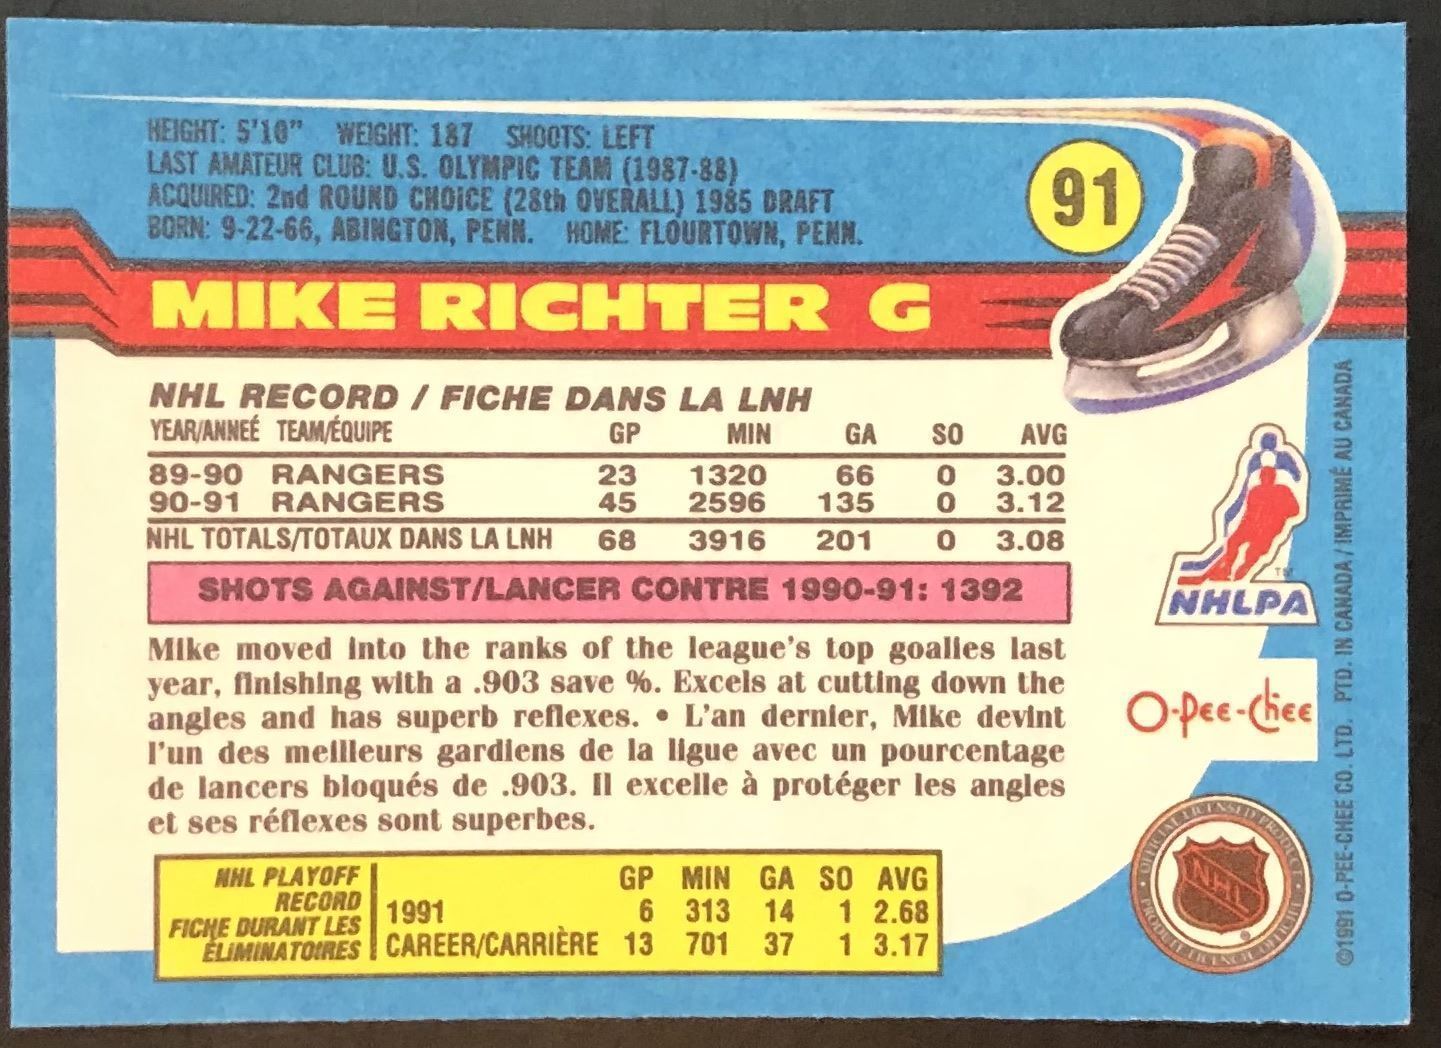 HEIGHT: 5'10" WEIGHT: 187 SHOOTS: LEFT
LAST AMATEUR CLUB: U.S. OLYMPIC TEAM (1987-88)
ACQUIRED: 2nd ROUND CHOICE (28th OVERALL) 1985 DRAFT
BORN: 9-22-66, ABINGTON, PENN. HOME: FLOURTOWN, PENN.
91
MIKE RICHTER G
NHL RECORD / FICHE DANS LA LNH
YEAR/ANNEÉ TEAM/ÉQUIPE GP MIN GA SO AVG
89-90 RANGERS 23 1320 66 0 3.00
90-91 RANGERS 45 2596 135 0 3.12
NHL TOTALS/TOTAUX DANS LA LNH 68 3916 201 0 3.08
SHOTS AGAINST/LANCER CONTRE 1990-91: 1392
Mike moved into the ranks of the league's top goalies last
year, finishing with a .903 save %. Excels at cutting down the
angles and has superb reflexes. • L'an dernier, Mike devint
l'un des meilleurs gardiens de la ligue avec un pourcentage
de lancers bloqués de .903. Il excelle à protéger les angles
et ses réflexes sont superbes.
NHL PLAYOFF
RECORD
FICHE DURANT LES
ÉLIMINATOIRES
GP MIN GA SO AVG
1991 6 313 14 1 2.68
CAREER/CARRIÈRE 13 701 37 1 3.17
TM
NHLPA
O-Pee-Chee
OFFICIAL LICENSED PRODUCT
NHL
®
PRODUIT LICENCIÉ OFFICIEL
©1991 O-PEE-CHEE CO. LTD. PTD. IN CANADA / IMPRIMÉ AU CANADA